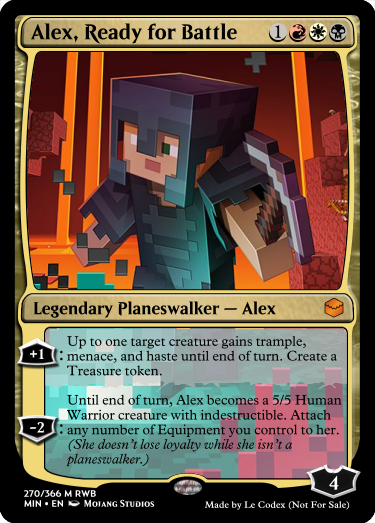 Alex, Ready for Battle 1
Legendary Planeswalker — Alex
+1: Up to one target creature gains trample,
menace, and haste until end of turn. Create a
Treasure token.
-2: Until end of turn, Alex becomes a 5/5 Human
Warrior creature with indestructible. Attach
any number of Equipment you control to her.
(She doesn't lose loyalty while she isn't a
planeswalker.)
4
270/366 M RWB
MIN • EN Mojang Studios
Made by Le Codex (Not For Sale)